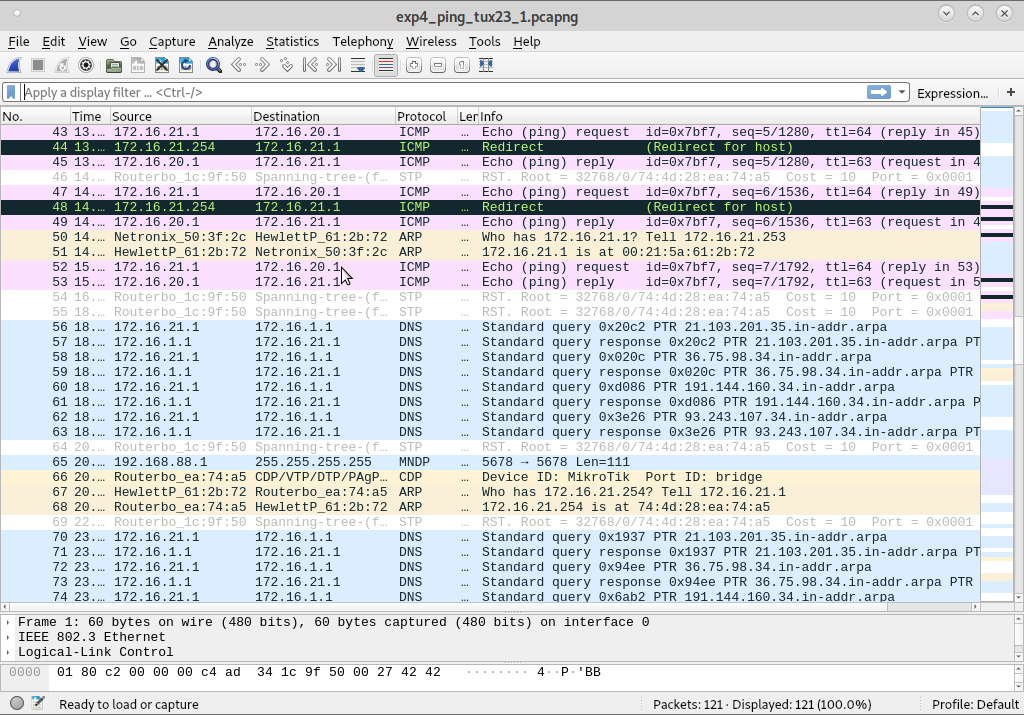 exp4_ping_tux23_1.pcapng
File Edit View Go Capture Analyze Statistics Telephony Wireless Tools Help
Apply a display filter ... <Ctrl-/> Expression... +
No. Time Source Destination Protocol Ler Info
43 13.… 172.16.21.1 172.16.20.1 ICMP … Echo (ping) request id=0x7bf7, seq=5/1280, ttl=64 (reply in 45)
44 13.… 172.16.21.254 172.16.21.1 ICMP … Redirect (Redirect for host)
45 13.… 172.16.20.1 172.16.21.1 ICMP … Echo (ping) reply id=0x7bf7, seq=5/1280, ttl=63 (request in 4
46 14.… Routerbo_1c:9f:50 Spanning-tree-(f… STP … RST. Root = 32768/0/74:4d:28:ea:74:a5 Cost = 10 Port = 0x0001
47 14.… 172.16.21.1 172.16.20.1 ICMP … Echo (ping) request id=0x7bf7, seq=6/1536, ttl=64 (reply in 49)
48 14.… 172.16.21.254 172.16.21.1 ICMP … Redirect (Redirect for host)
49 14.… 172.16.20.1 172.16.21.1 ICMP … Echo (ping) reply id=0x7bf7, seq=6/1536, ttl=63 (request in 4
50 14.… Netronix_50:3f:2c HewlettP_61:2b:72 ARP … Who has 172.16.21.1? Tell 172.16.21.253
51 14.… HewlettP_61:2b:72 Netronix_50:3f:2c ARP … 172.16.21.1 is at 00:21:5a:61:2b:72
52 15.… 172.16.21.1 172.16.20.1 ICMP … Echo (ping) request id=0x7bf7, seq=7/1792, ttl=64 (reply in 53)
53 15.… 172.16.20.1 172.16.21.1 ICMP … Echo (ping) reply id=0x7bf7, seq=7/1792, ttl=63 (request in 5
54 16.… Routerbo_1c:9f:50 Spanning-tree-(f… STP … RST. Root = 32768/0/74:4d:28:ea:74:a5 Cost = 10 Port = 0x0001
55 18.… Routerbo_1c:9f:50 Spanning-tree-(f… STP … RST. Root = 32768/0/74:4d:28:ea:74:a5 Cost = 10 Port = 0x0001
56 18.… 172.16.21.1 172.16.1.1 DNS … Standard query 0x20c2 PTR 21.103.201.35.in-addr.arpa
57 18.… 172.16.1.1 172.16.21.1 DNS … Standard query response 0x20c2 PTR 21.103.201.35.in-addr.arpa PT
58 18.… 172.16.21.1 172.16.1.1 DNS … Standard query 0x020c PTR 36.75.98.34.in-addr.arpa
59 18.… 172.16.1.1 172.16.21.1 DNS … Standard query response 0x020c PTR 36.75.98.34.in-addr.arpa PTR
60 18.… 172.16.21.1 172.16.1.1 DNS … Standard query 0xd086 PTR 191.144.160.34.in-addr.arpa
61 18.… 172.16.1.1 172.16.21.1 DNS … Standard query response 0xd086 PTR 191.144.160.34.in-addr.arpa P
62 18.… 172.16.21.1 172.16.1.1 DNS … Standard query 0x3e26 PTR 93.243.107.34.in-addr.arpa
63 18.… 172.16.1.1 172.16.21.1 DNS … Standard query response 0x3e26 PTR 93.243.107.34.in-addr.arpa PT
64 20.… Routerbo_1c:9f:50 Spanning-tree-(f… STP … RST. Root = 32768/0/74:4d:28:ea:74:a5 Cost = 10 Port = 0x0001
65 20.… 192.168.88.1 255.255.255.255 MNDP … 5678 → 5678 Len=111
66 20.… Routerbo_ea:74:a5 CDP/VTP/DTP/PAgP… CDP … Device ID: MikroTik Port ID: bridge
67 20.… HewlettP_61:2b:72 Routerbo_ea:74:a5 ARP … Who has 172.16.21.254? Tell 172.16.21.1
68 20.… Routerbo_ea:74:a5 HewlettP_61:2b:72 ARP … 172.16.21.254 is at 74:4d:28:ea:74:a5
69 22.… Routerbo_1c:9f:50 Spanning-tree-(f… STP … RST. Root = 32768/0/74:4d:28:ea:74:a5 Cost = 10 Port = 0x0001
70 23.… 172.16.21.1 172.16.1.1 DNS … Standard query 0x1937 PTR 21.103.201.35.in-addr.arpa
71 23.… 172.16.1.1 172.16.21.1 DNS … Standard query response 0x1937 PTR 21.103.201.35.in-addr.arpa PT
72 23.… 172.16.21.1 172.16.1.1 DNS … Standard query 0x94ee PTR 36.75.98.34.in-addr.arpa
73 23.… 172.16.1.1 172.16.21.1 DNS … Standard query response 0x94ee PTR 36.75.98.34.in-addr.arpa PTR
74 23.… 172.16.21.1 172.16.1.1 DNS … Standard query 0x6ab2 PTR 191.144.160.34.in-addr.arpa
Frame 1: 60 bytes on wire (480 bits), 60 bytes captured (480 bits) on interface 0
IEEE 802.3 Ethernet
Logical-Link Control
0000 01 80 c2 00 00 00 c4 ad 34 1c 9f 50 00 27 42 42 ········ 4··P·'BB
Ready to load or capture Packets: 121 · Displayed: 121 (100.0%) Profile: Default